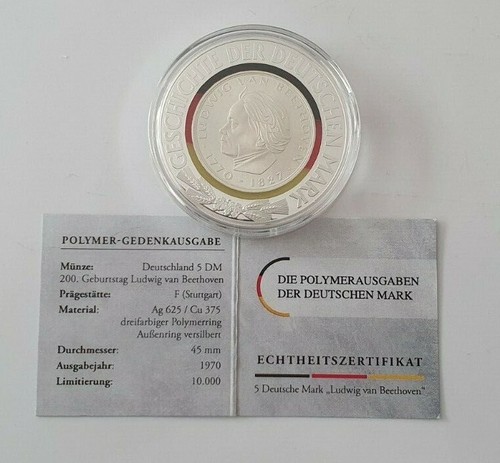 GESCHICHTE DER DEUTSCHEN MARK
LUDWIG VAN BEETHOVEN
1770 - 1827
POLYMER-GEDENKAUSGABE
Münze: Deutschland 5 DM
200. Geburtstag Ludwig van Beethoven
Prägestätte: F (Stuttgart)
Material: Ag 625 / Cu 375
dreifarbiger Polymerring
Außenring versilbert
Durchmesser: 45 mm
Ausgabejahr: 1970
Limitierung: 10.000
DIE POLYMERAUSGABEN
DER DEUTSCHEN MARK
ECHTHEITSZERTIFIKAT
5 Deutsche Mark „Ludwig van Beethoven"